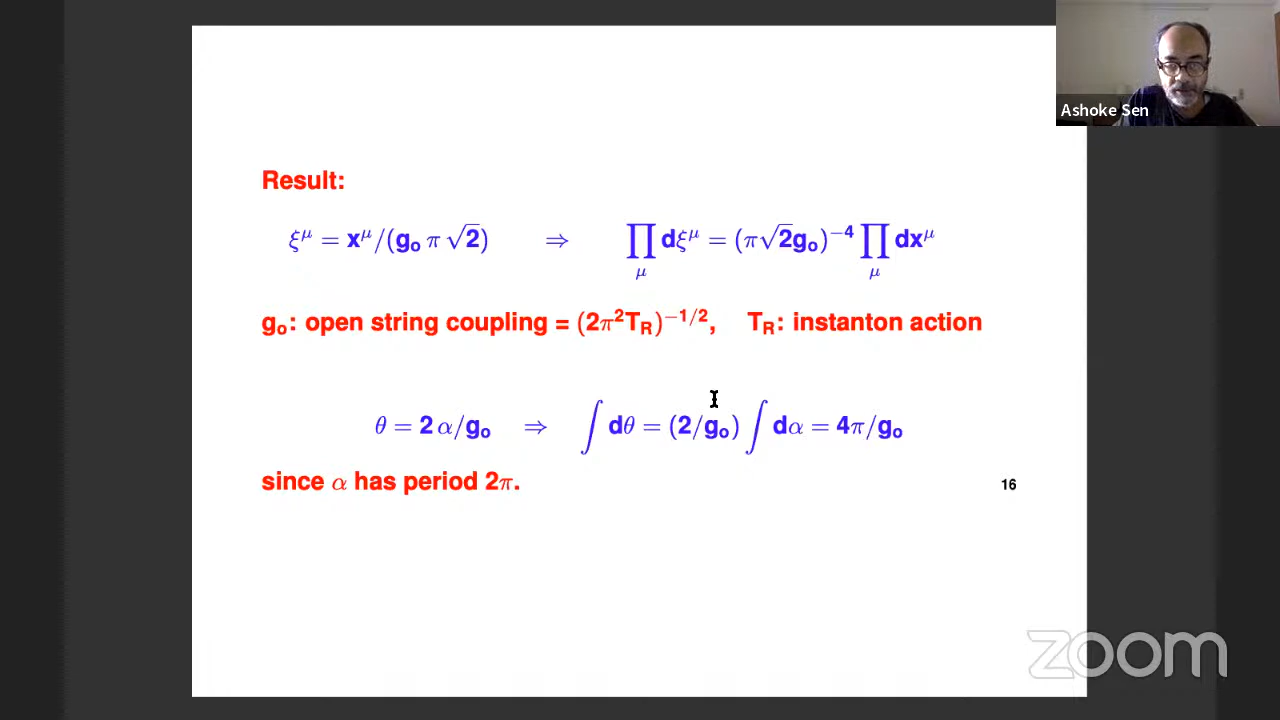 Ashoke Sen
Result:
ξ^μ = x^μ/(g_o π √2) ⇒ ∏_μ dξ^μ = (π√2g_o)^−4 ∏_μ dx^μ
g_o: open string coupling = (2π²T_R)^−1/2, T_R: instanton action
θ = 2 α/g_o ⇒ ∫ dθ = (2/g_o) ∫ dα = 4π/g_o
since α has period 2π.
16
zoom